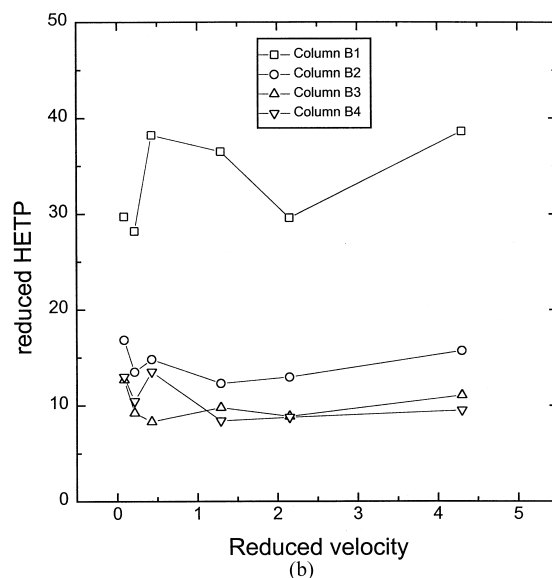 50
40
30
20
10
0
reduced HETP
Column B1
Column B2
Column B3
Column B4
0 1 2 3 4 5
Reduced velocity
(b)